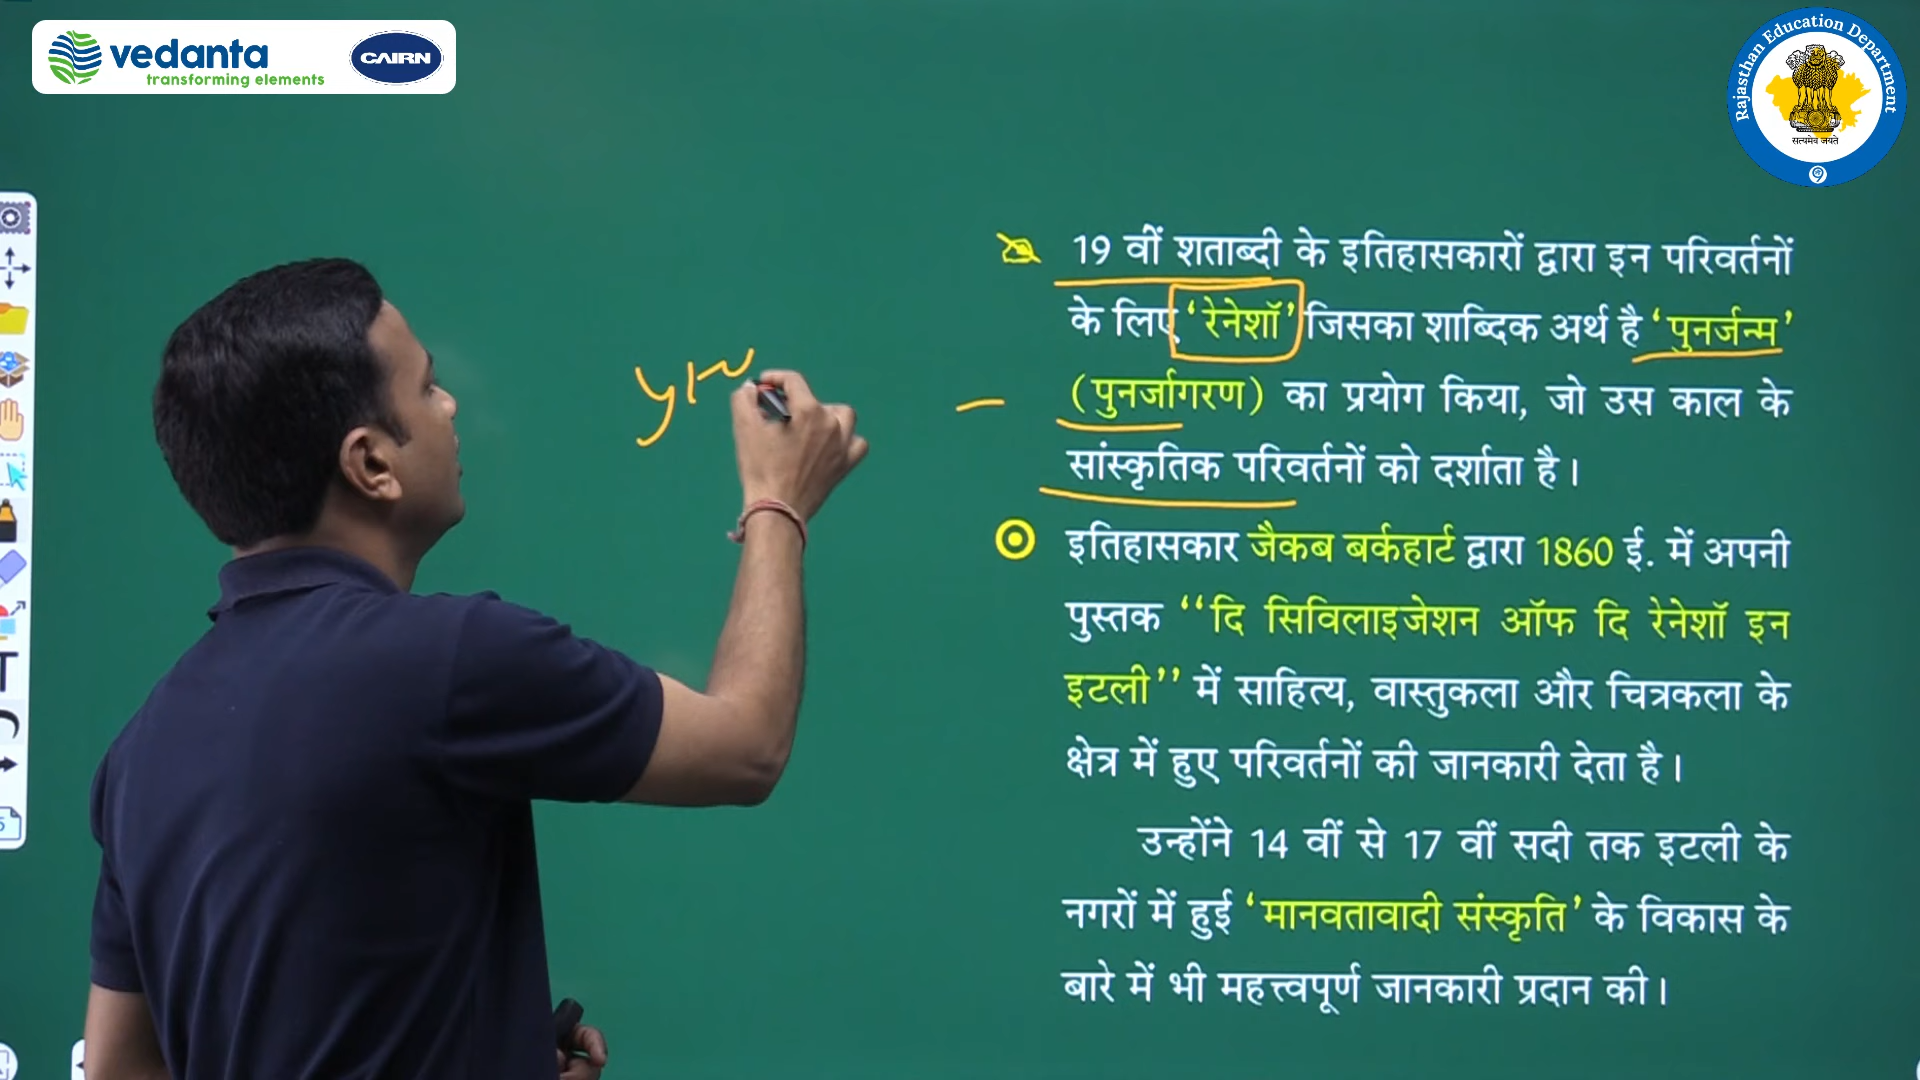 vedanta
transforming elements
CAIRN
Rajasthan Education Department
सत्यमेव जयते
19 वीं शताब्दी के इतिहासकारों द्वारा इन परिवर्तनों
के लिए ‘रेनेशॉ’ जिसका शाब्दिक अर्थ है ‘पुनर्जन्म’
(पुनर्जागरण) का प्रयोग किया, जो उस काल के
सांस्कृतिक परिवर्तनों को दर्शाता है।
इतिहासकार जैकब बर्कहार्ट द्वारा 1860 ई. में अपनी
पुस्तक “दि सिविलाइजेशन ऑफ दि रेनेशॉ इन
इटली” में साहित्य, वास्तुकला और चित्रकला के
क्षेत्र में हुए परिवर्तनों की जानकारी देता है।
उन्होंने 14 वीं से 17 वीं सदी तक इटली के
नगरों में हुई ‘मानवतावादी संस्कृति’ के विकास के
बारे में भी महत्त्वपूर्ण जानकारी प्रदान की।